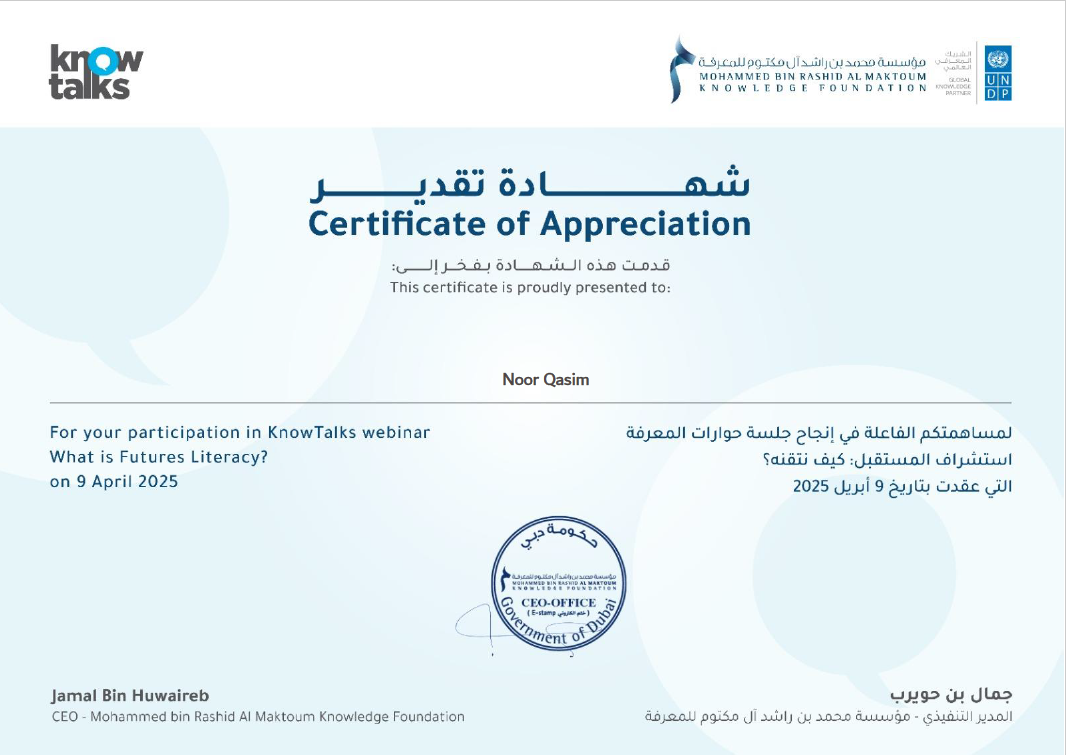 know
talks
مؤسسة محمد بن راشد آل مكتوم للمعرفة
MOHAMMED BIN RASHID AL MAKTOUM
KNOWLEDGE FOUNDATION
الشريك
المعرفي
العالمي
GLOBAL
KNOWLEDGE
PARTNER
UN
DP
شهادة تقدير
Certificate of Appreciation
قدمت هذه الشهادة بفخر إلى:
This certificate is proudly presented to:
Noor Qasim
For your participation in KnowTalks webinar
What is Futures Literacy?
on 9 April 2025
لمساهمتكم الفاعلة في إنجاح جلسة حوارات المعرفة
استشراف المستقبل: كيف نتقنه؟
التي عقدت بتاريخ 9 أبريل 2025
حكومة دبي
مؤسسة محمد بن راشد آل مكتوم للمعرفة
MOHAMMED BIN RASHID AL MAKTOUM
KNOWLEDGE FOUNDATION
CEO-OFFICE
( E-stamp ختم الكتروني )
Government of Dubai
Jamal Bin Huwaireb
CEO - Mohammed bin Rashid Al Maktoum Knowledge Foundation
جمال بن حويرب
المدير التنفيذي - مؤسسة محمد بن راشد آل مكتوم للمعرفة